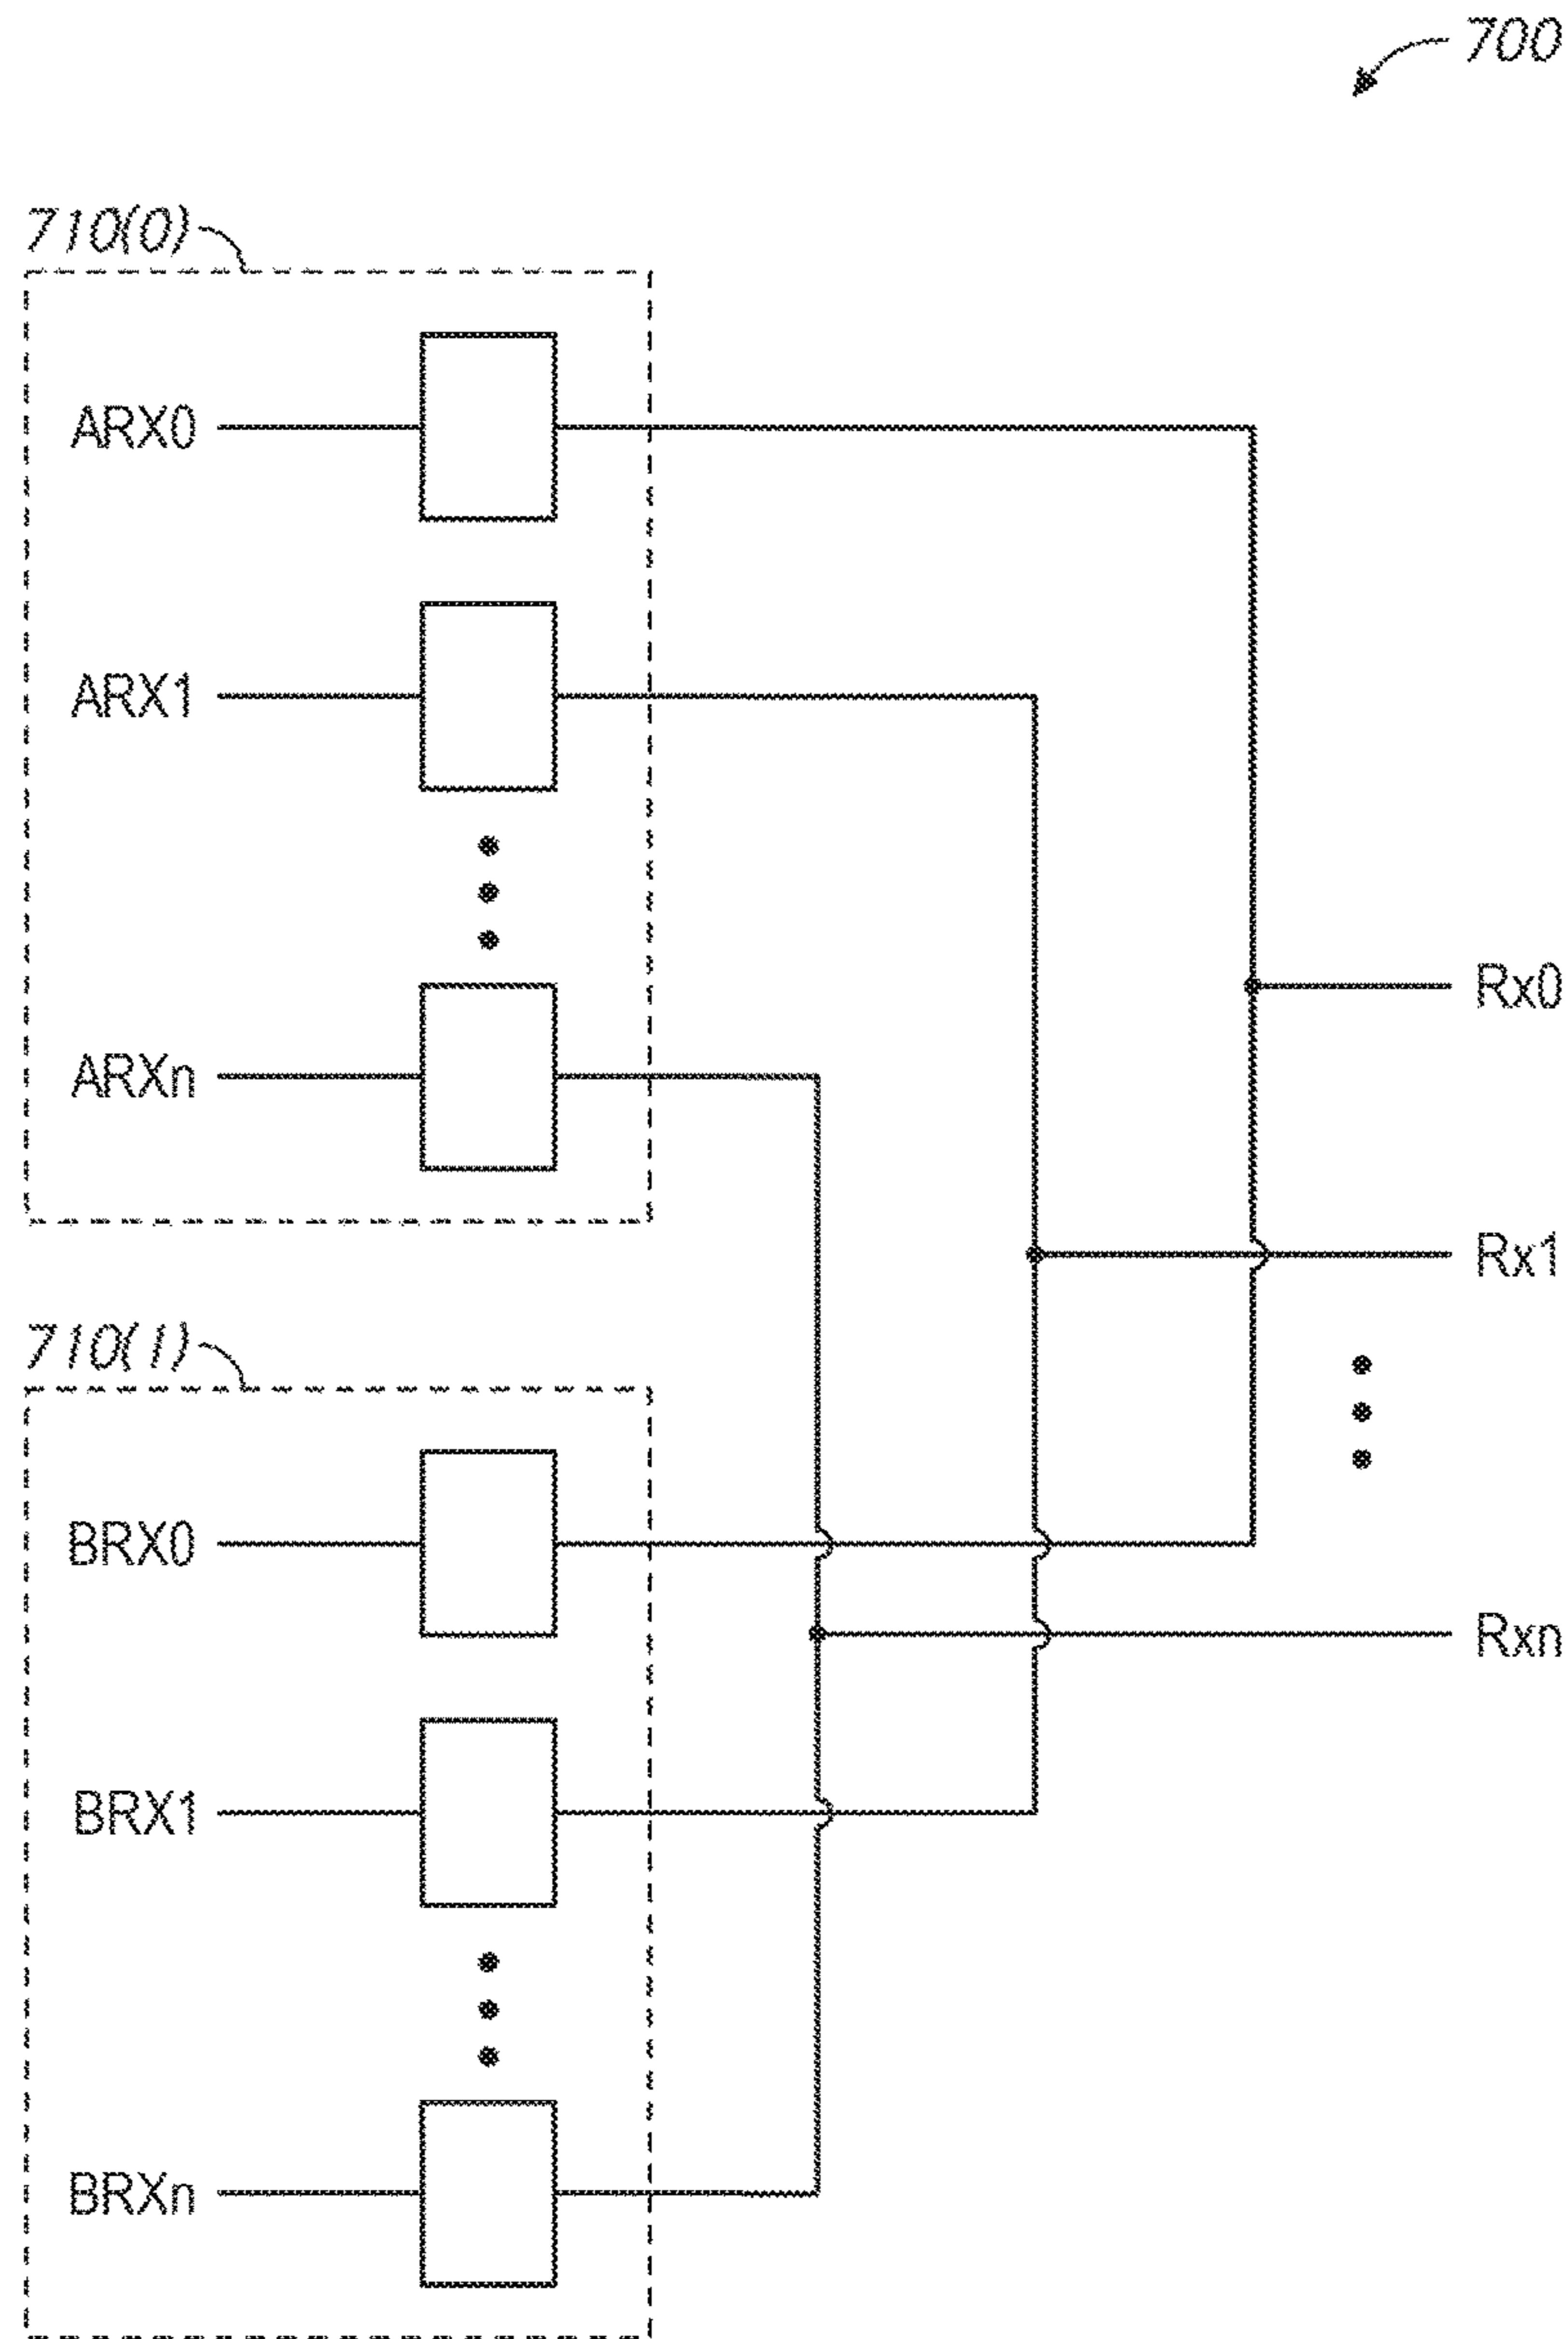 700
710(0)
ARX0
ARX1
ARXn
Rx0
Rx1
710(1)
BRX0
Rxn
BRX1
BRXn